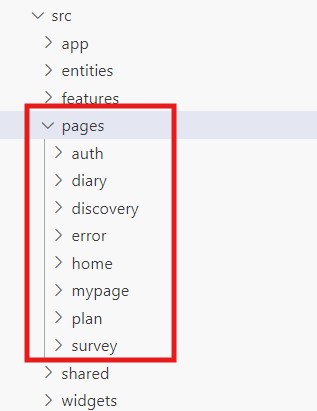 src
app
entities
features
pages
auth
diary
discovery
error
home
mypage
plan
survey
shared
widgets